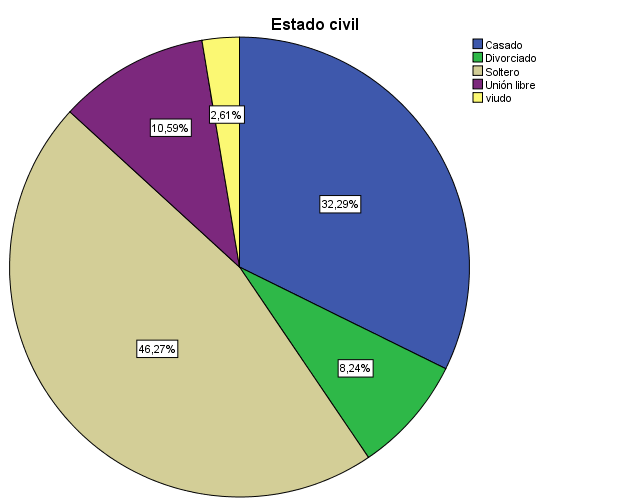 Estado civil
Casado
Divorciado
Soltero
Unión libre
viudo
2,61%
10,59%
32,29%
46,27%
8,24%